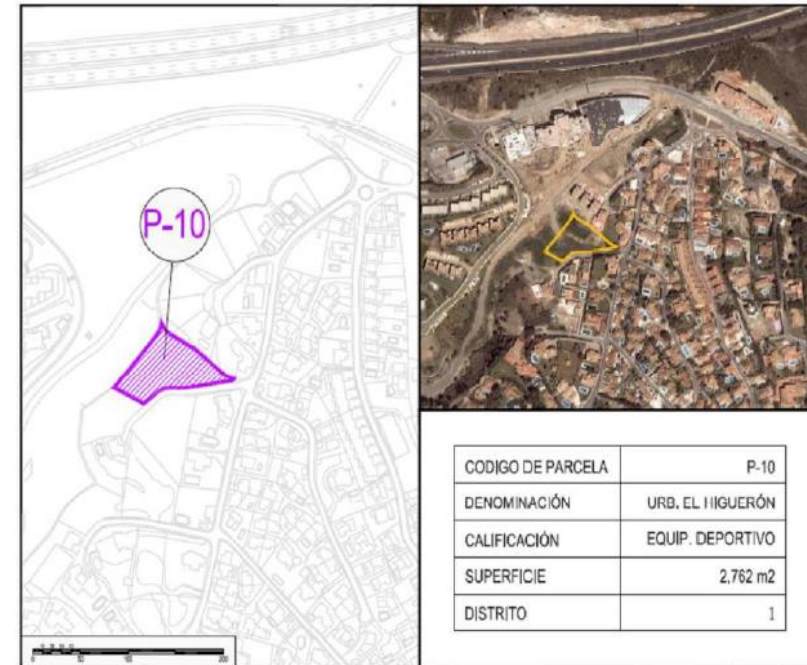 P-10
CODIGO DE PARCELA P-10
DENOMINACIÓN URB. EL HIGUERÓN
CALIFICACIÓN EQUIP. DEPORTIVO
SUPERFICIE 2,762 m2
DISTRITO 1